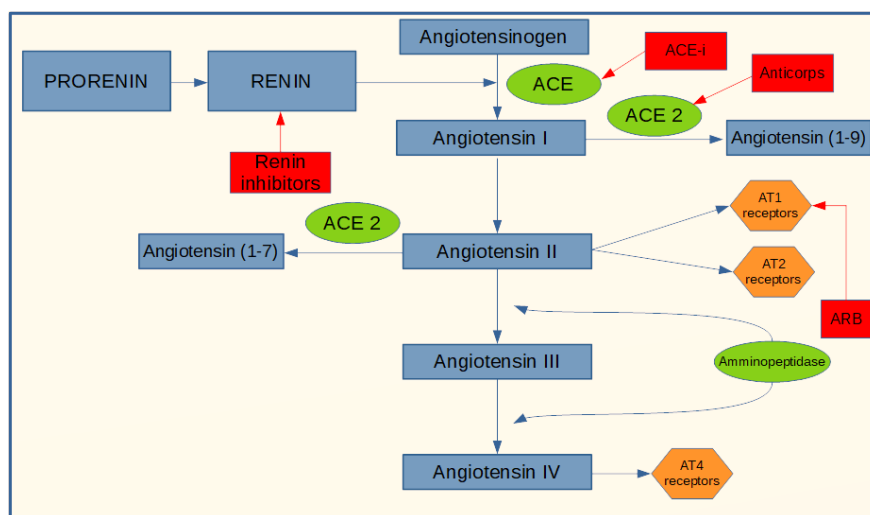 Angiotensinogen
ACE-i
PRORENIN
RENIN
ACE
Anticorps
ACE 2
Angiotensin I
Angiotensin (1-9)
Renin
inhibitors
AT1
receptors
ACE 2
Angiotensin (1-7)
Angiotensin II
AT2
receptors
ARB
Angiotensin III
Amminopeptidase
Angiotensin IV
AT4
receptors